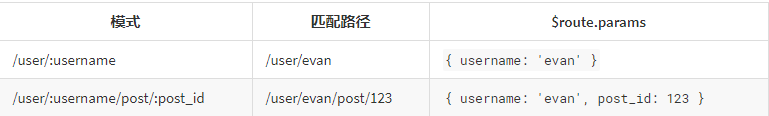 模式 匹配路径 $route.params
/user/:username /user/evan { username: 'evan' }
/user/:username/post/:post_id /user/evan/post/123 { username: 'evan', post_id: 123 }